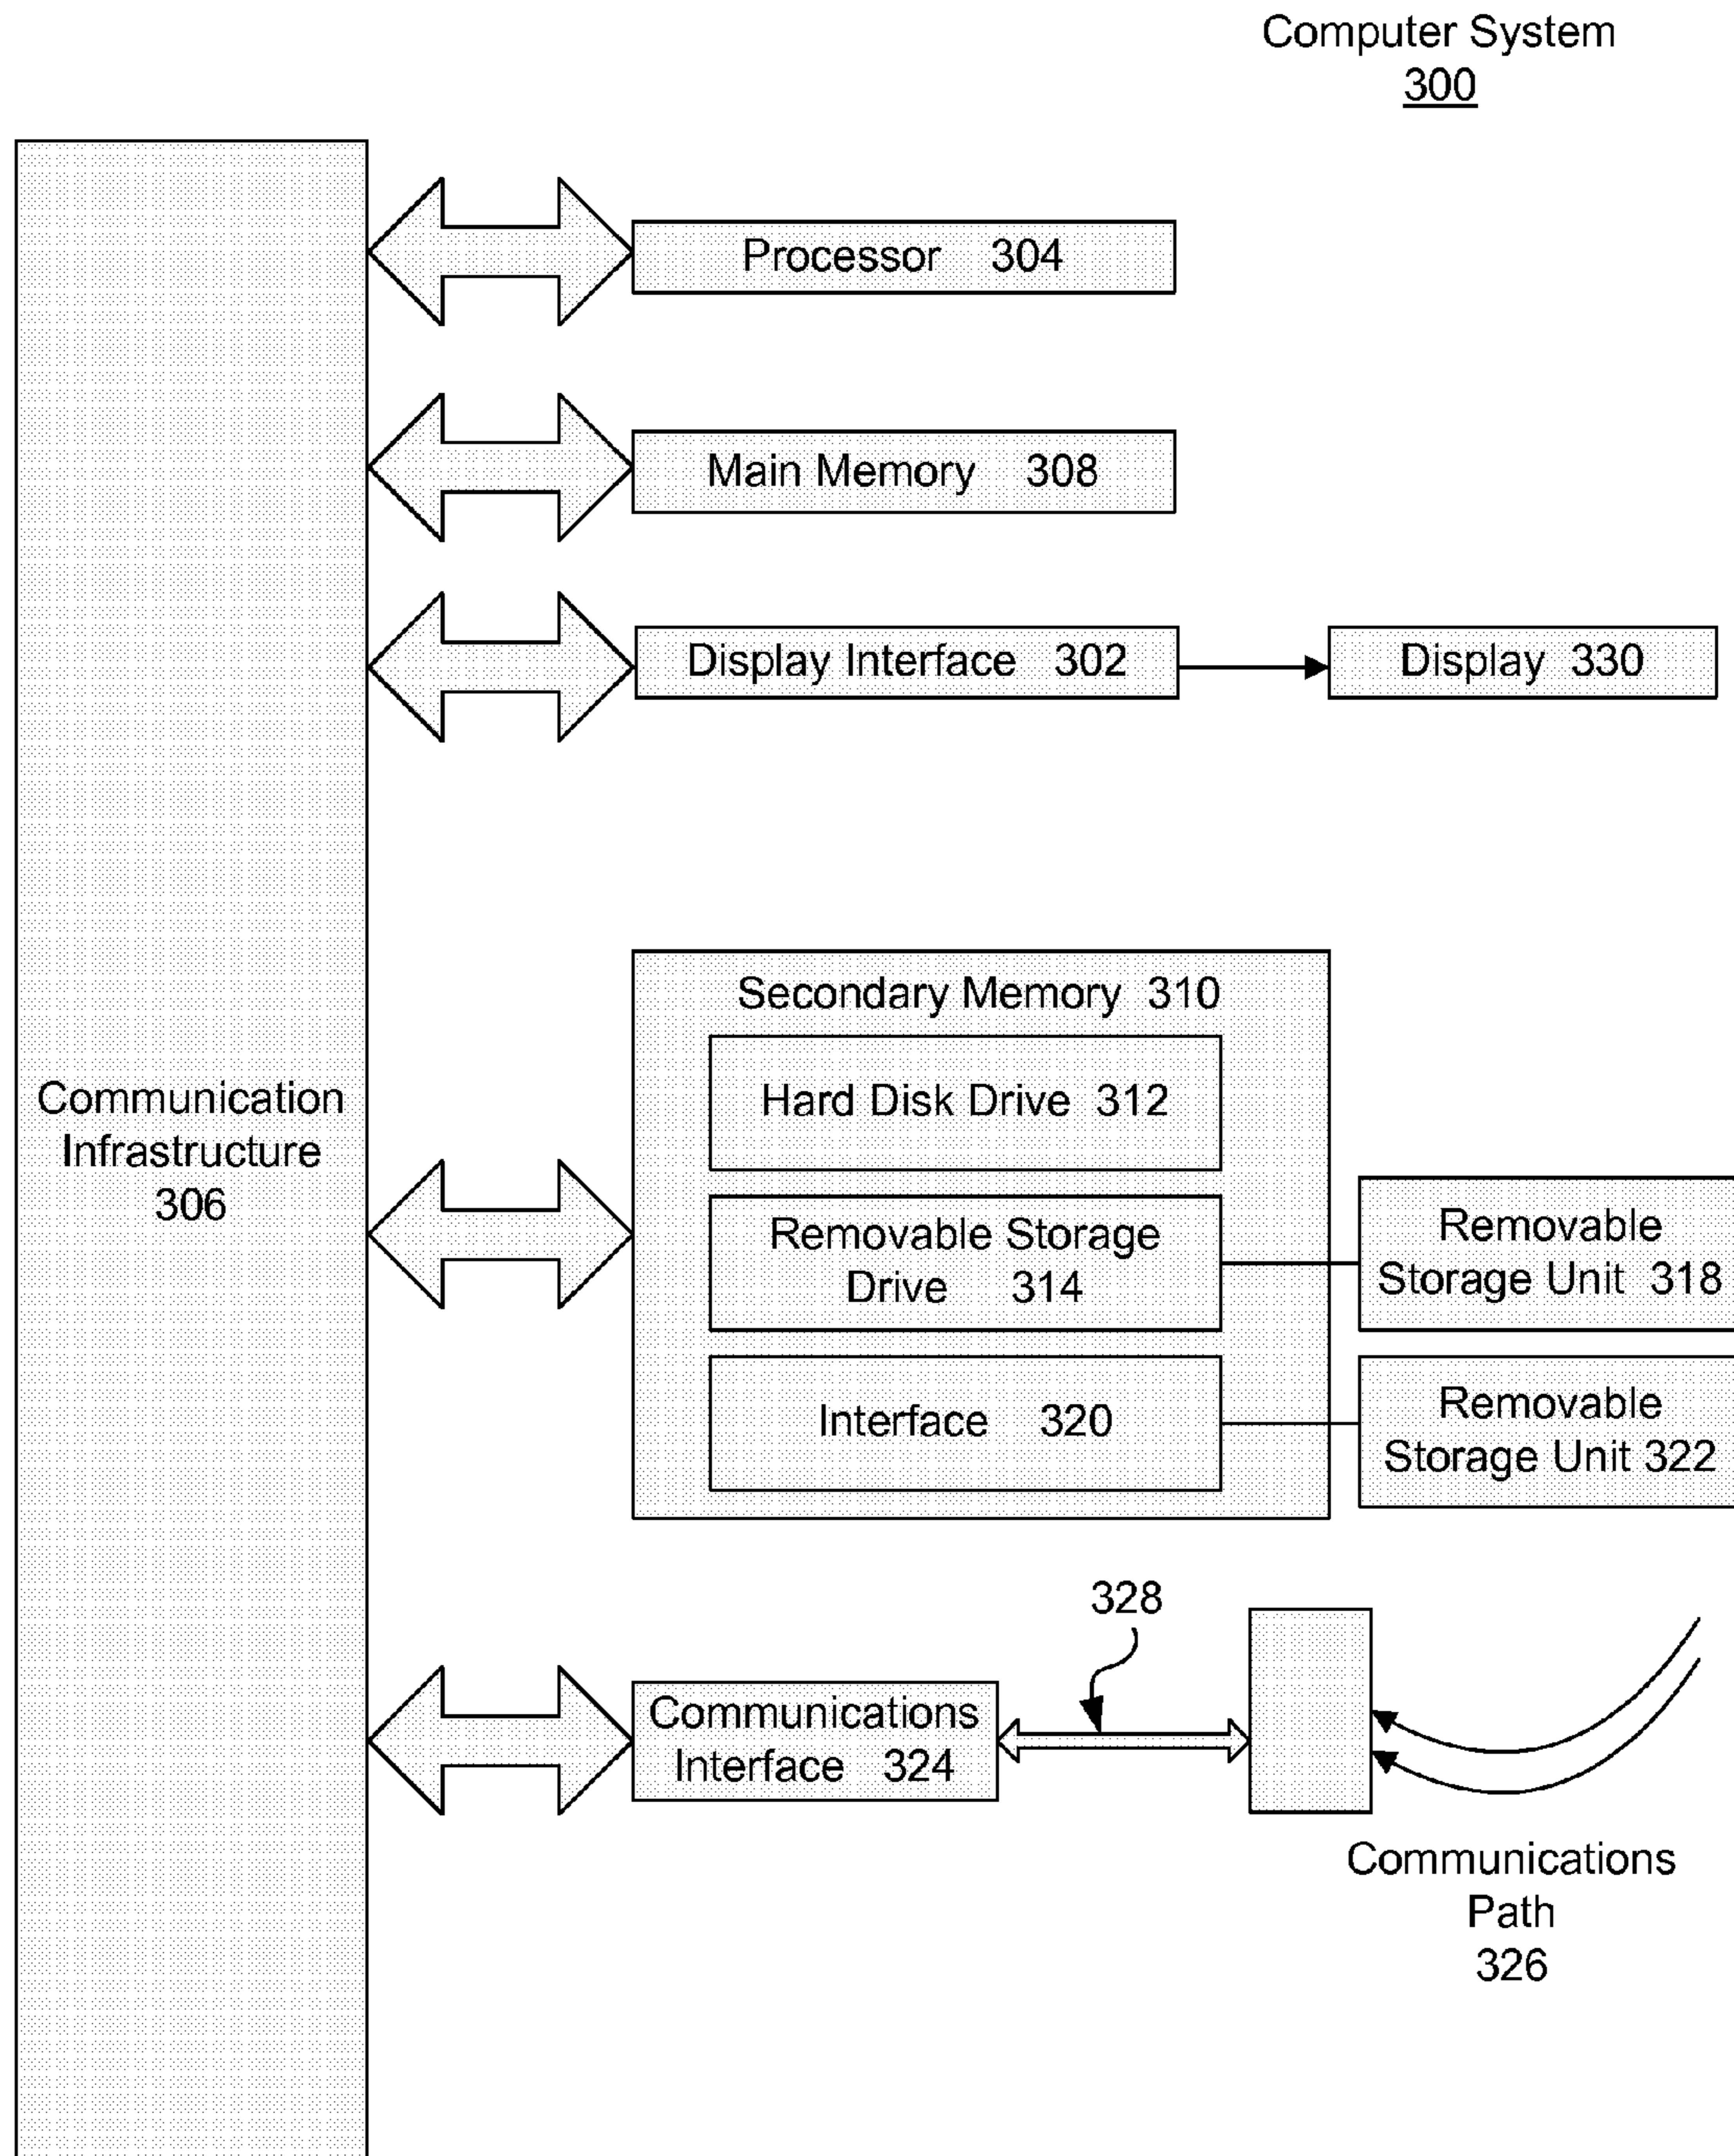 Computer System
300
Processor 304
Main Memory 308
Display Interface 302
Display 330
Communication
Infrastructure
306
Secondary Memory 310
Hard Disk Drive 312
Removable Storage
Drive 314
Removable
Storage Unit 318
Interface 320
Removable
Storage Unit 322
328
Communications
Interface 324
Communications
Path
326